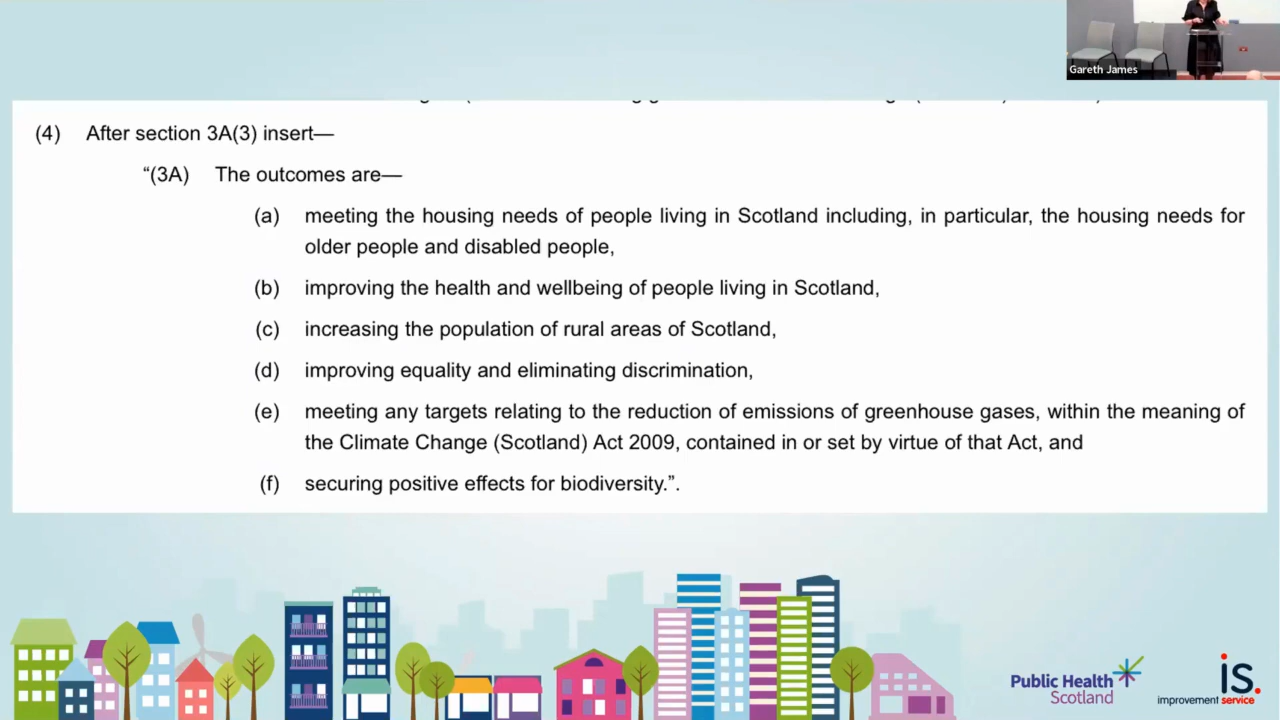 Gareth James
(4) After section 3A(3) insert—
“(3A) The outcomes are—
(a) meeting the housing needs of people living in Scotland including, in particular, the housing needs for
older people and disabled people,
(b) improving the health and wellbeing of people living in Scotland,
(c) increasing the population of rural areas of Scotland,
(d) improving equality and eliminating discrimination,
(e) meeting any targets relating to the reduction of emissions of greenhouse gases, within the meaning of
the Climate Change (Scotland) Act 2009, contained in or set by virtue of that Act, and
(f) securing positive effects for biodiversity.”.
Public Health
Scotland
is.
improvement service